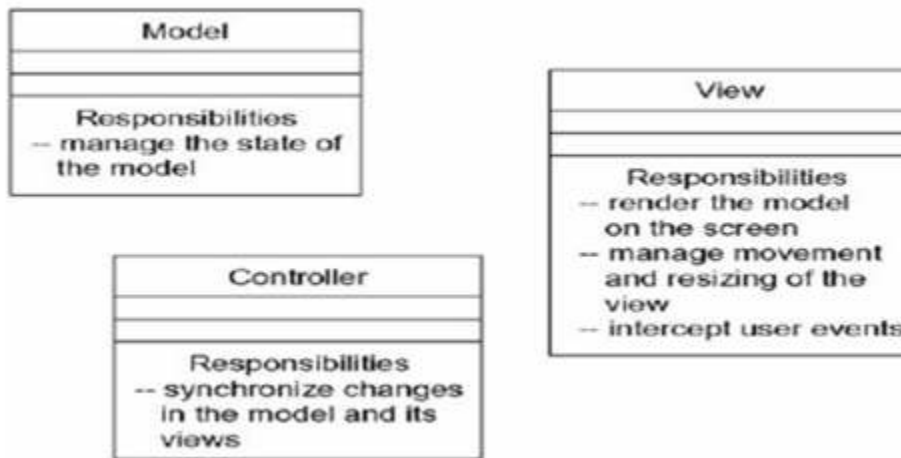 Model
Responsibilities
-- manage the state of
the model
View
Responsibilities
-- render the model
on the screen
-- manage movement
and resizing of the
view
-- intercept user events
Controller
Responsibilities
-- synchronize changes
in the model and its
views